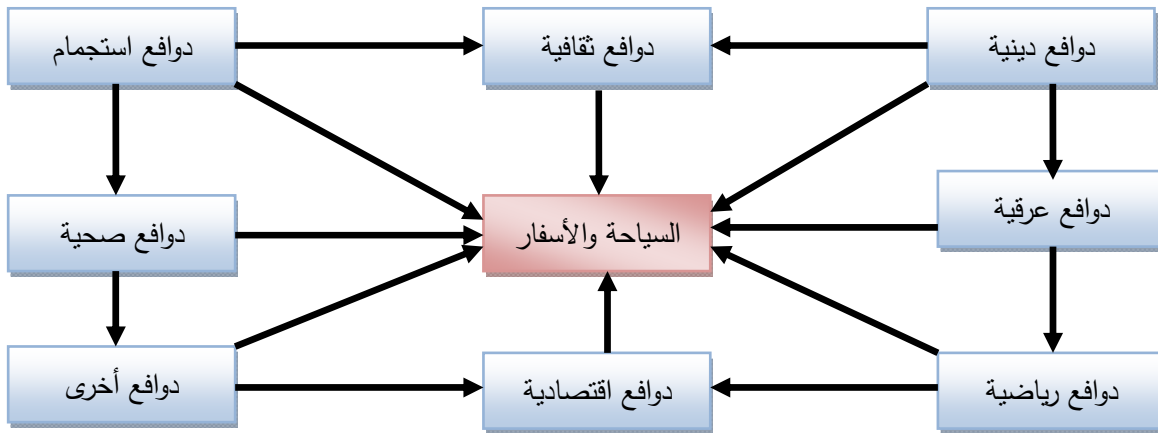 دوافع دينية
دوافع ثقافية
دوافع استجمام
دوافع عرقية
السياحة والأسفار
دوافع صحية
دوافع رياضية
دوافع اقتصادية
دوافع أخرى